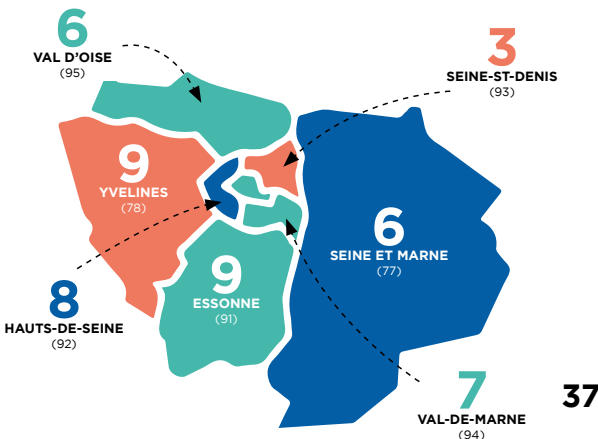 6
VAL D'OISE
(95)
3
SEINE-ST-DENIS
(93)
9
YVELINES
(78)
6
SEINE ET MARNE
(77)
9
ESSONNE
(91)
8
HAUTS-DE-SEINE
(92)
7
VAL-DE-MARNE
(94)
37